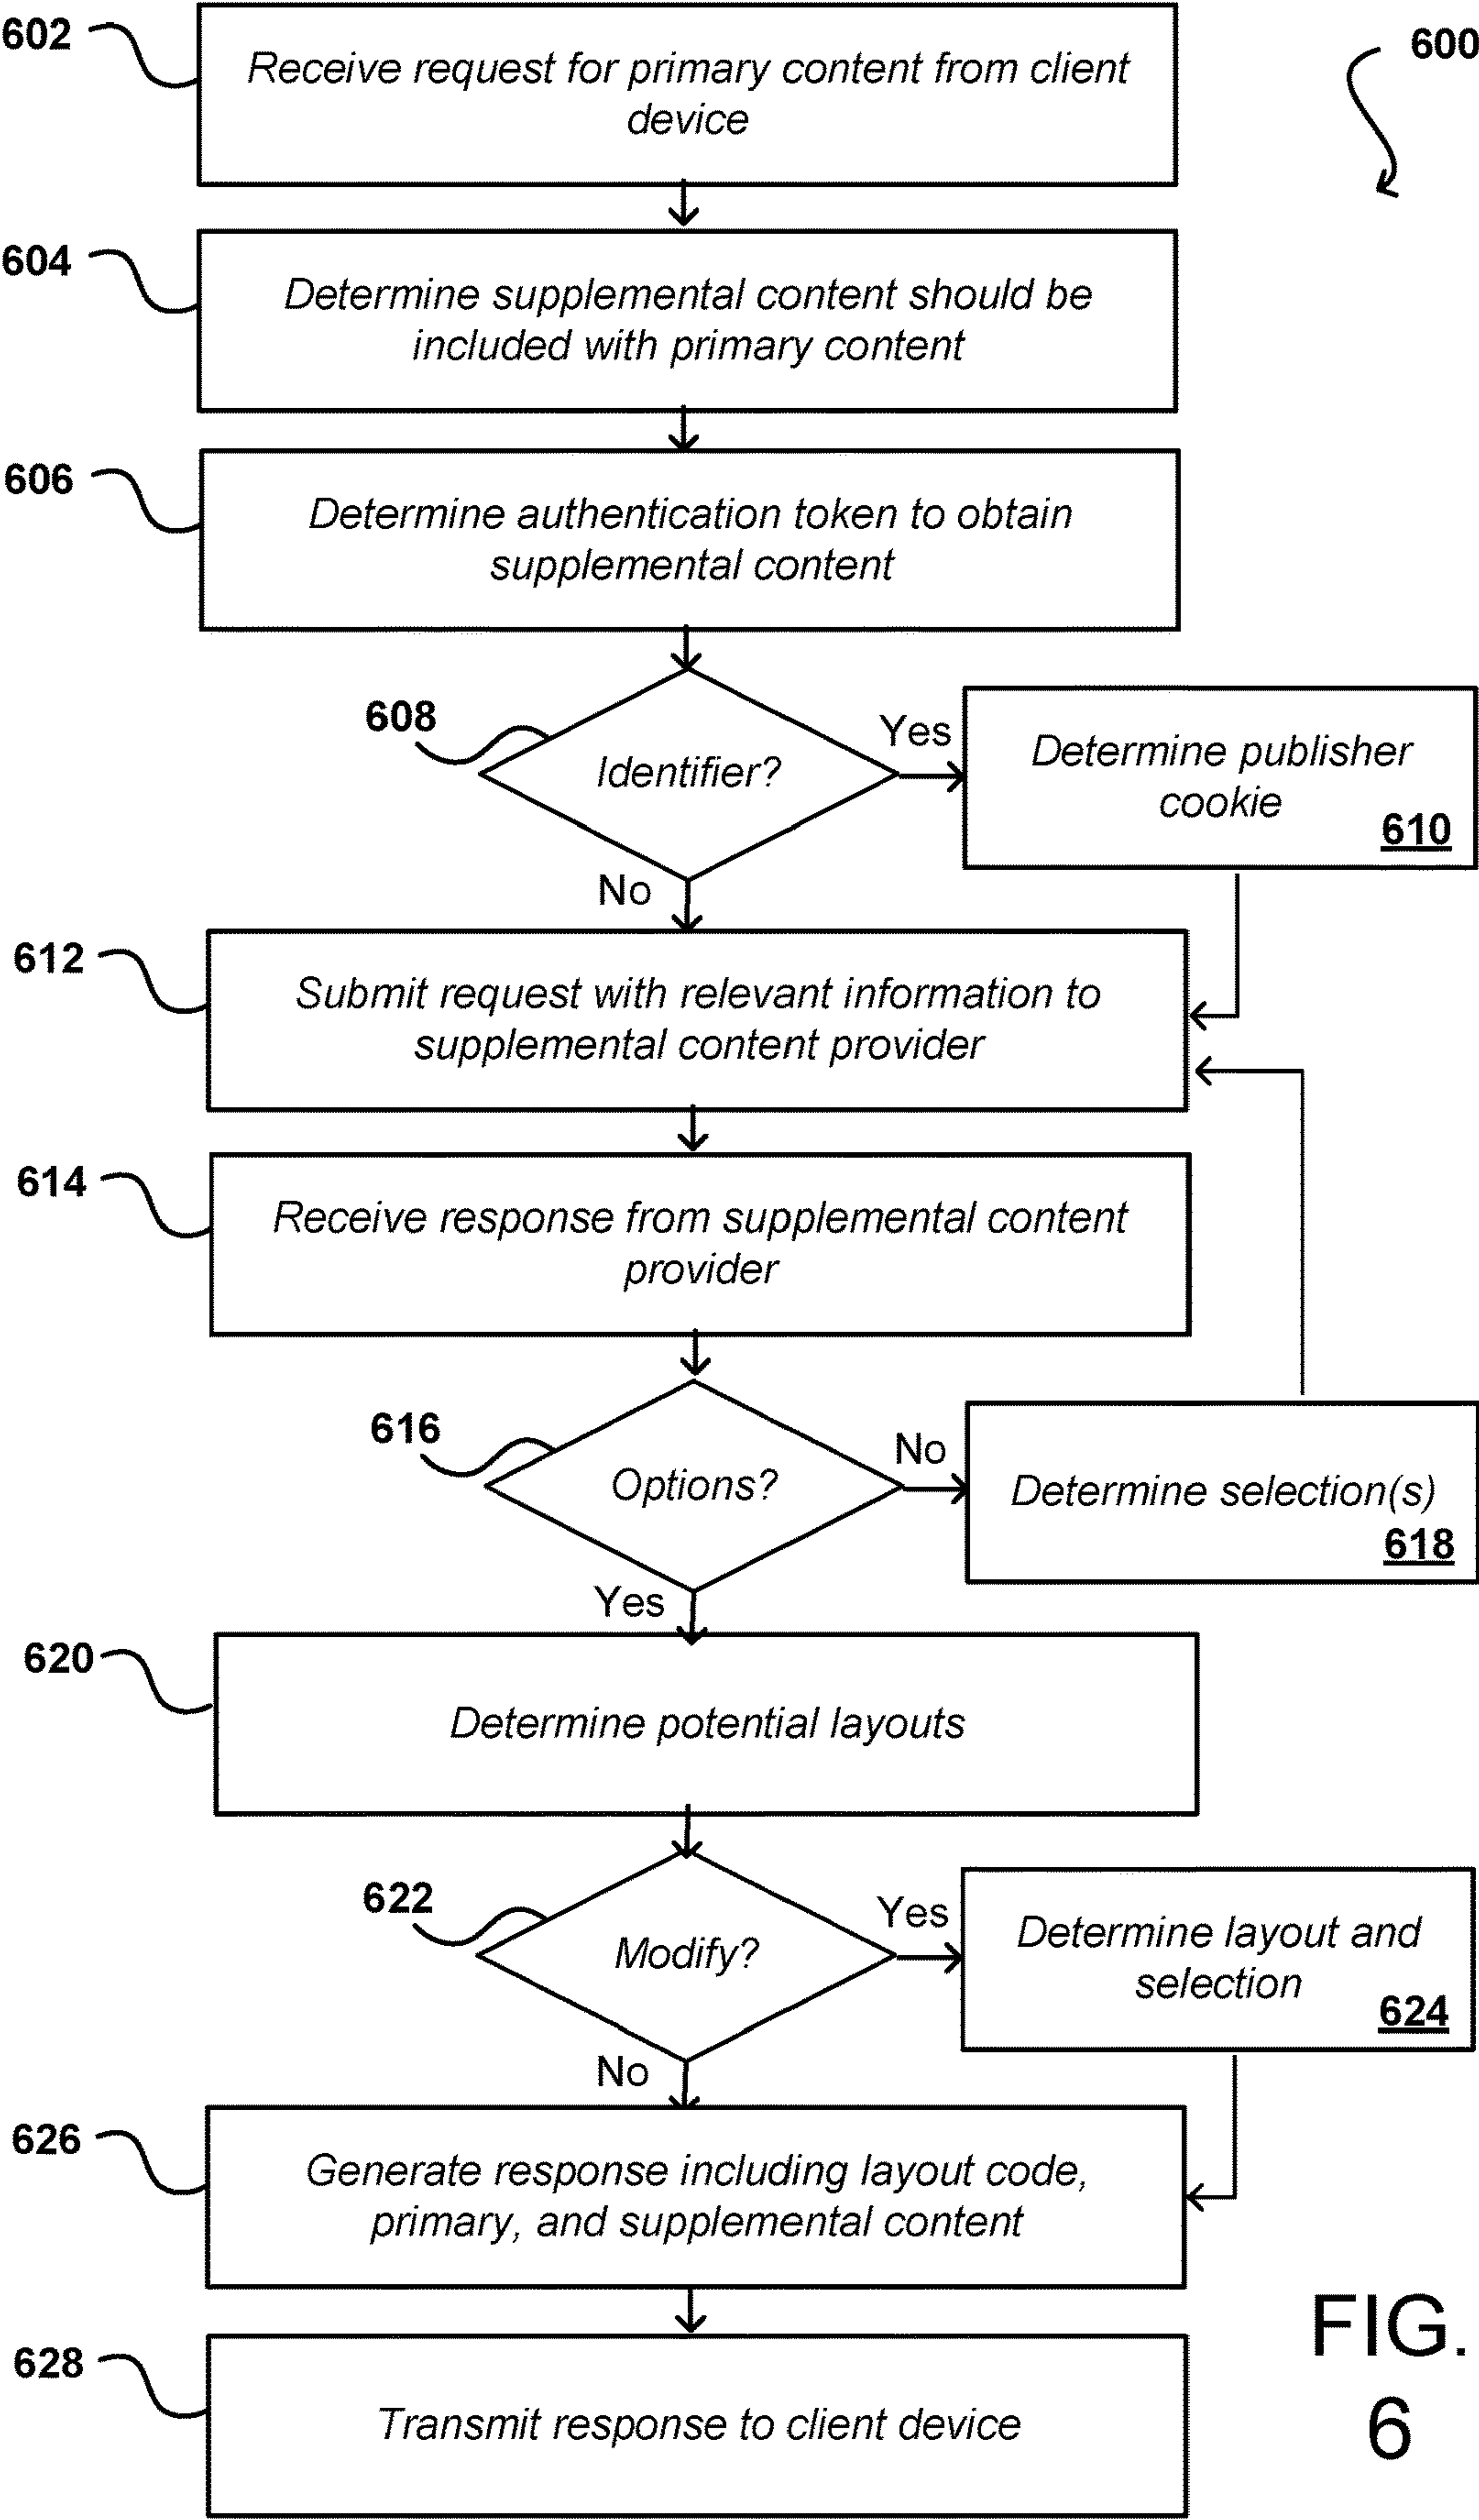 602
Receive request for primary content from client
device
600
604
Determine supplemental content should be
included with primary content
606
Determine authentication token to obtain
supplemental content
608
Identifier?
Yes
Determine publisher
cookie
610
No
612
Submit request with relevant information to
supplemental content provider
614
Receive response from supplemental content
provider
616
Options?
No
Determine selection(s)
618
Yes
620
Determine potential layouts
622
Modify?
Yes
Determine layout and
selection
624
No
626
Generate response including layout code,
primary, and supplemental content
628
Transmit response to client device
FIG.
6